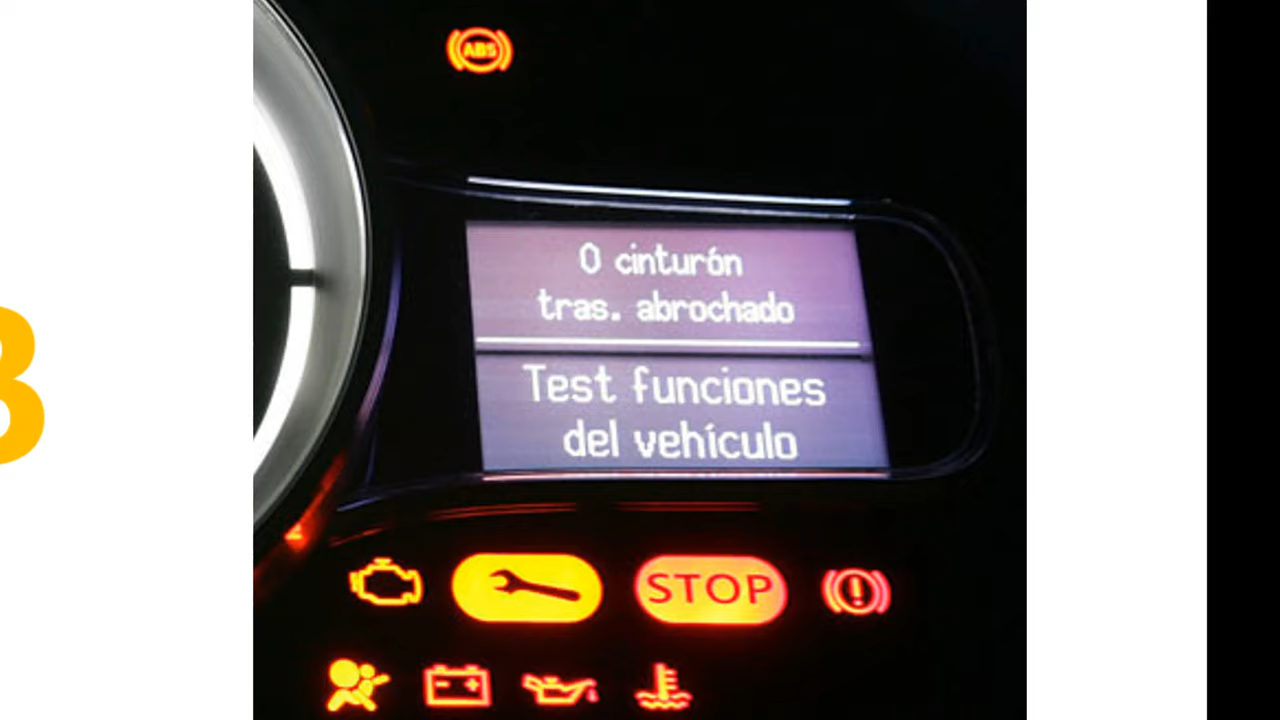 ABS
0 cinturón
tras. abrochado
Test funciones
del vehículo
STOP